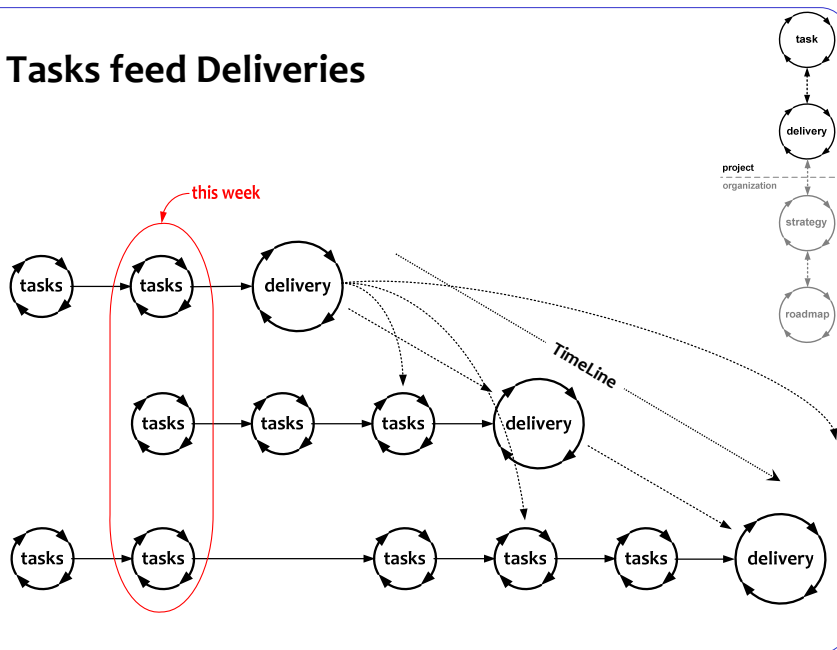 Tasks feed Deliveries
task
delivery
project
organization
strategy
roadmap
this week
tasks
tasks
delivery
TimeLine
tasks
tasks
tasks
delivery
tasks
tasks
tasks
tasks
tasks
delivery